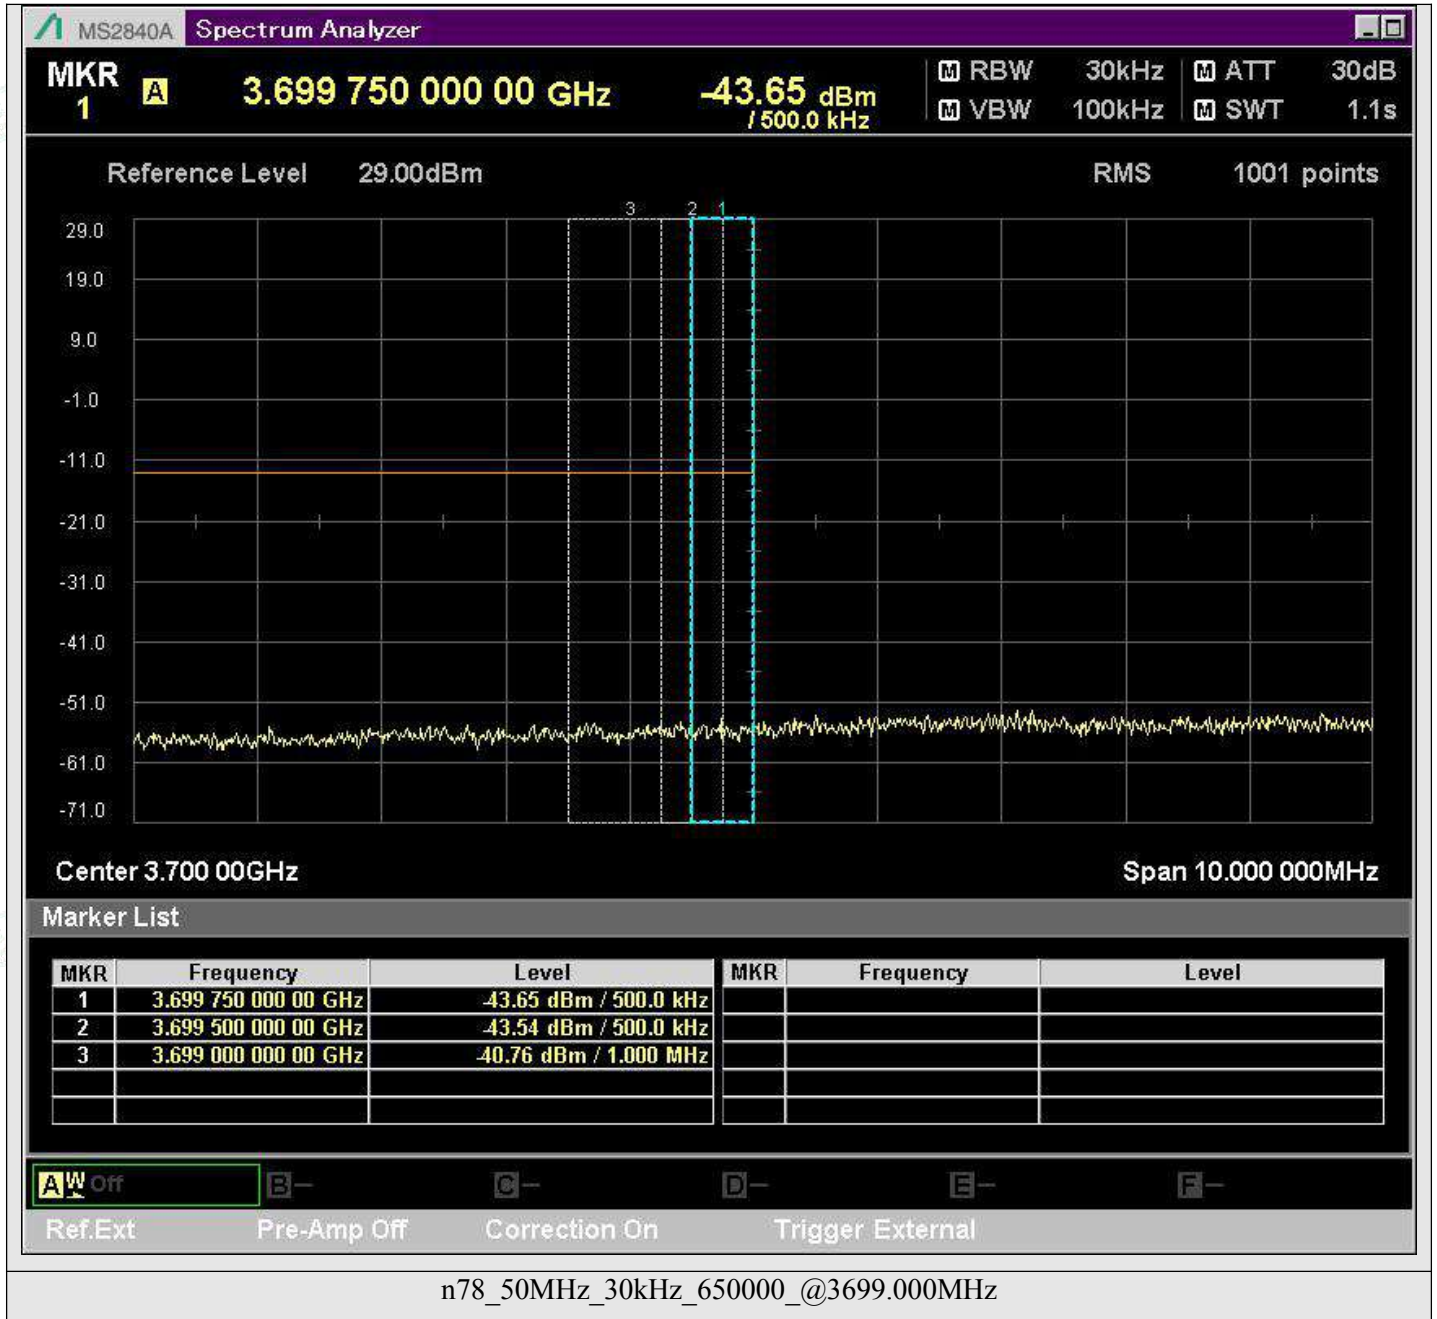 MS2840A Spectrum Analyzer
MKR 1 A 3.699 750 000 00 GHz -43.65 dBm / 500.0 kHz
M RBW 30kHz M ATT 30dB
M VBW 100kHz M SWT 1.1s
Reference Level 29.00dBm RMS 1001 points
3 2 1
29.0
19.0
9.0
-1.0
-11.0
-21.0
-31.0
-41.0
-51.0
-61.0
-71.0
Center 3.700 00GHz Span 10.000 000MHz
Marker List
MKR Frequency Level MKR Frequency Level
1 3.699 750 000 00 GHz -43.65 dBm / 500.0 kHz
2 3.699 500 000 00 GHz -43.54 dBm / 500.0 kHz
3 3.699 000 000 00 GHz -40.76 dBm / 1.000 MHz
A W Off B - C - D - E - F -
Ref.Ext Pre-Amp Off Correction On Trigger External
n78_50MHz_30kHz_650000_@3699.000MHz